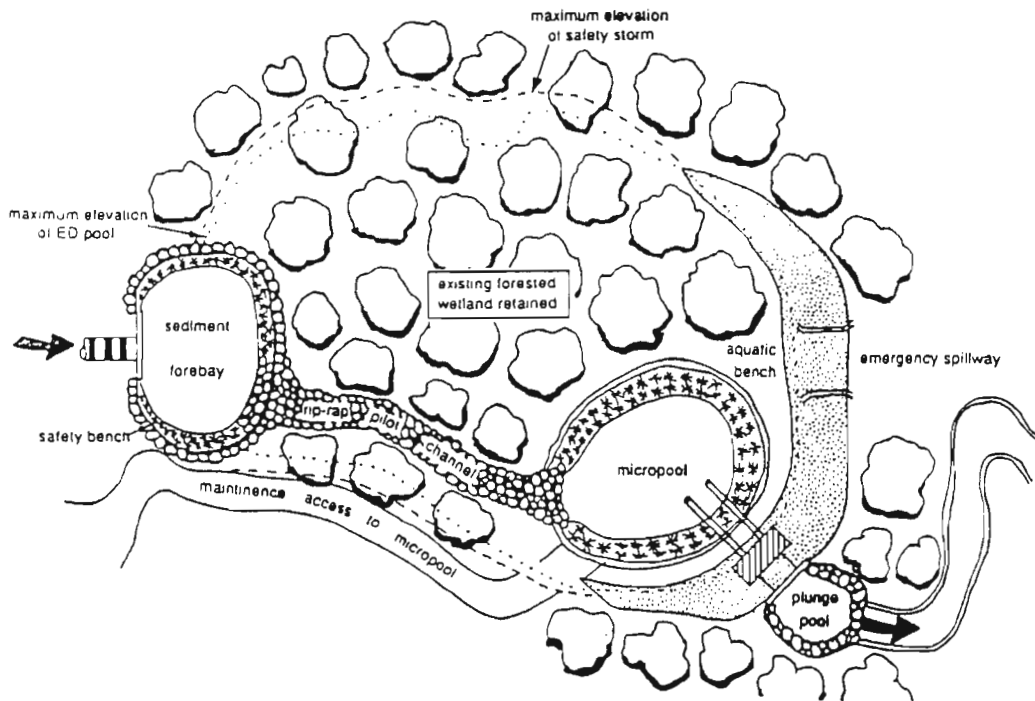 maximum elevation
of safety storm
maximum elevation
of ED pool
existing forested
wetland retained
sediment
forebay
aquatic
bench
emergency spillway
rip-rap
pilot
channel
safety bench
micropool
maintinence access to micropool
plunge
pool